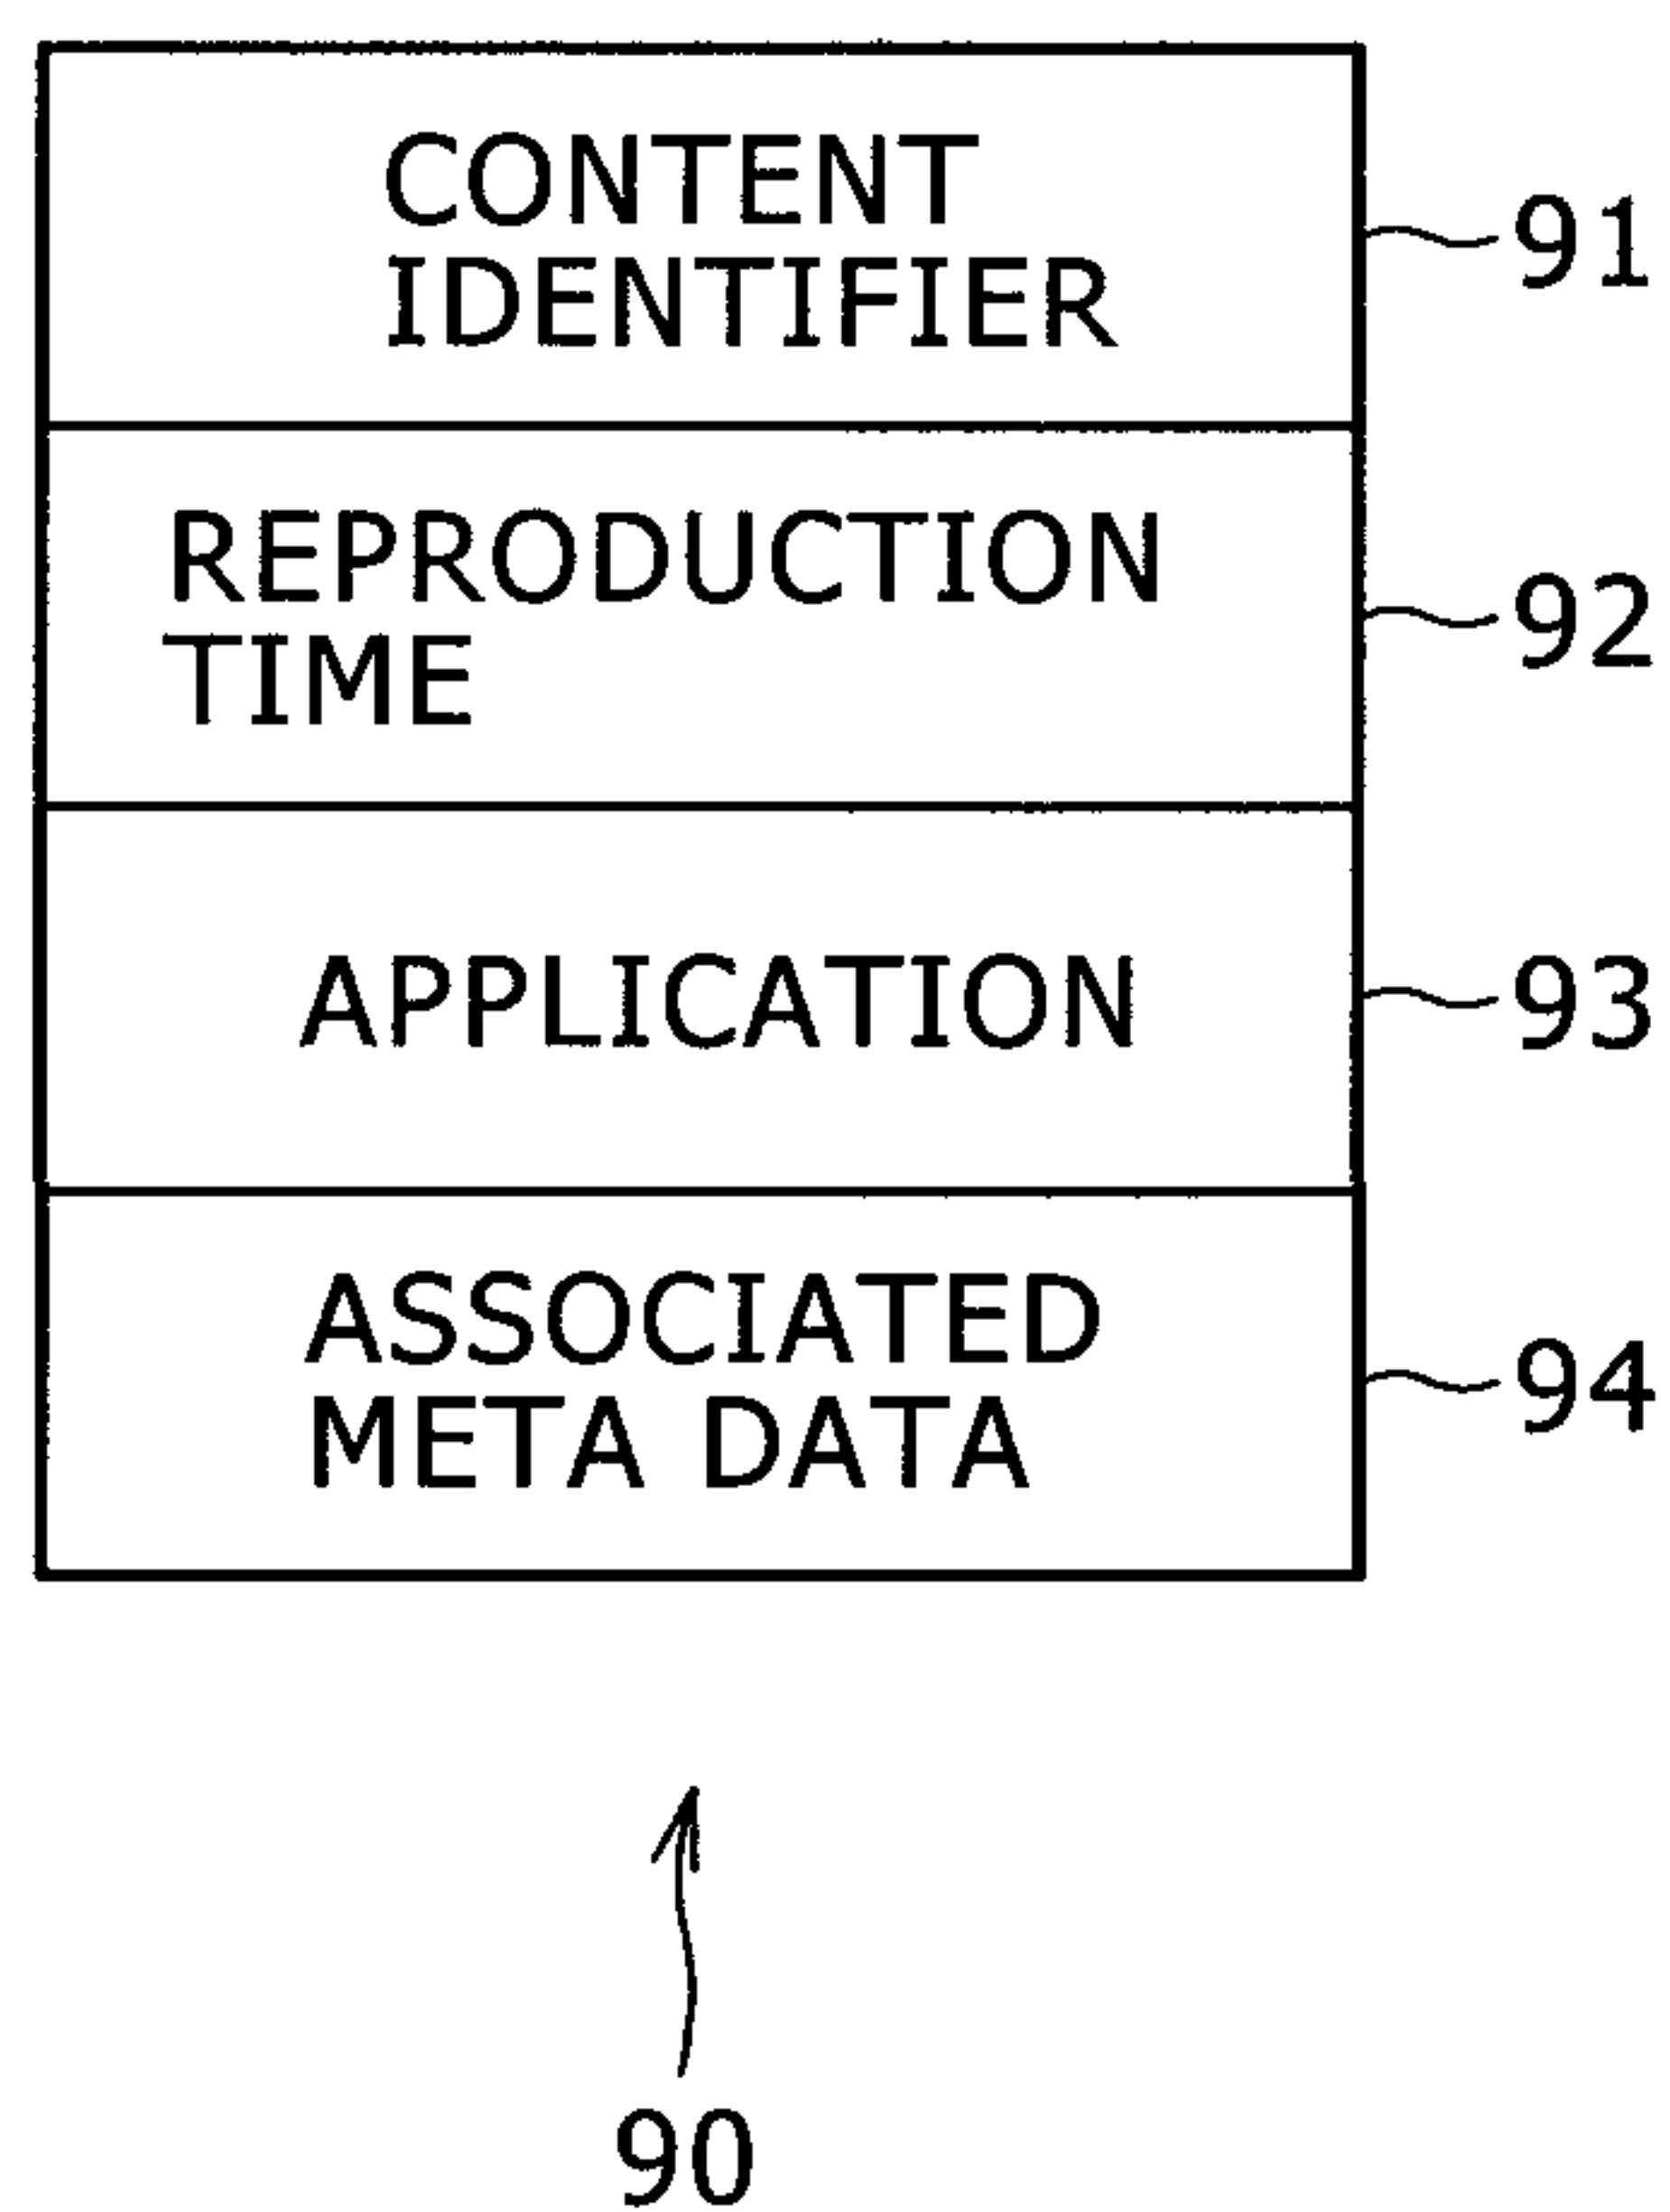 CONTENT
IDENTIFIER
91
REPRODUCTION
TIME
92
APPLICATION
93
ASSOCIATED
META DATA
94
90